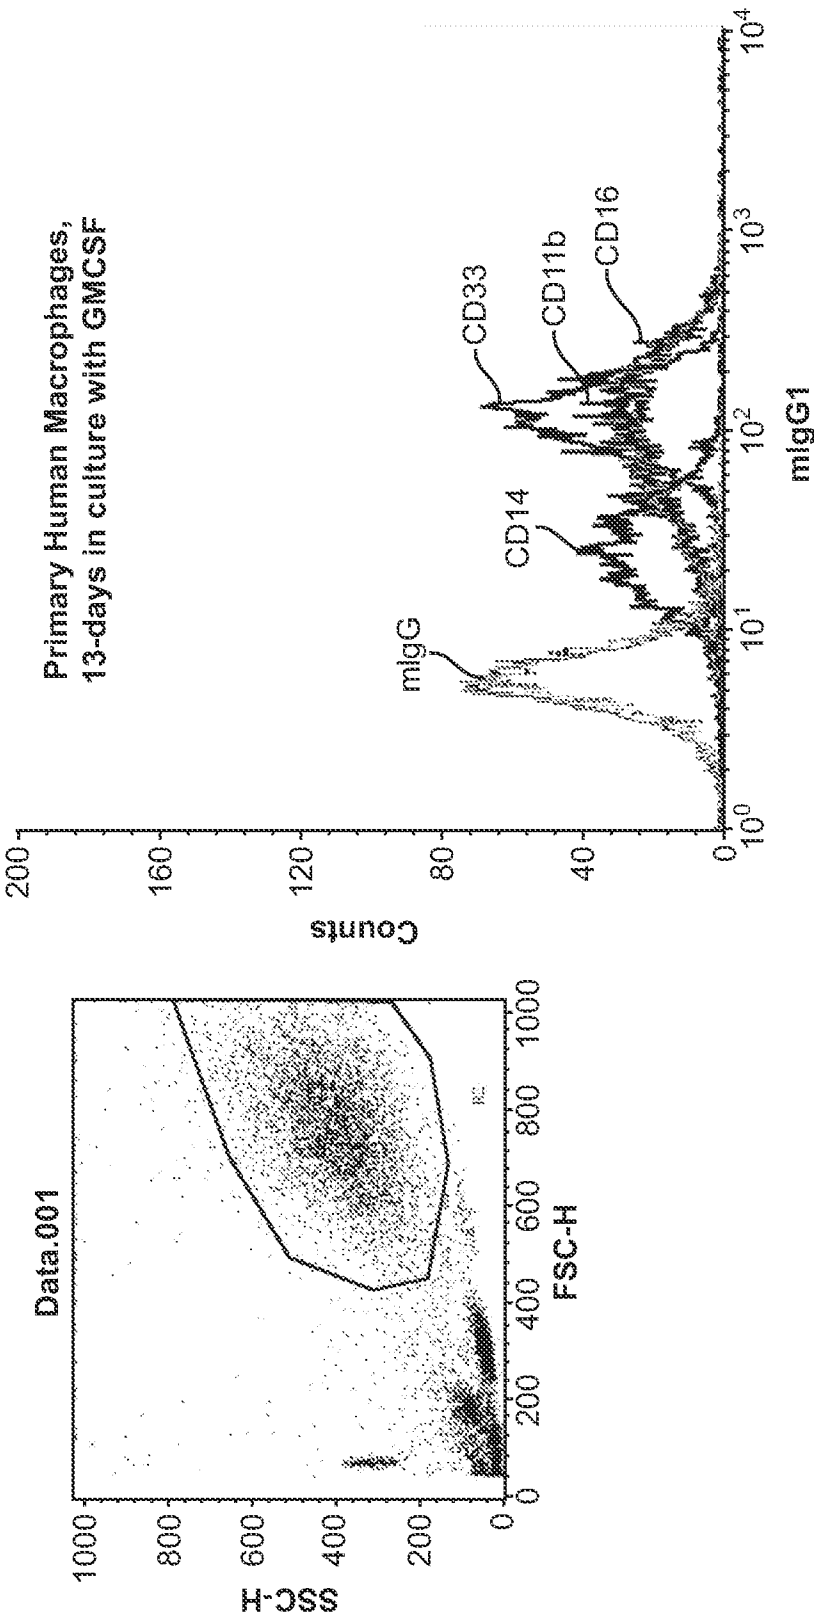 Data.001
SSC-H
1000
800
600
400
200
0
0
200
400
600
800
1000
FSC-H
R2
Primary Human Macrophages,
13-days in culture with GMCSF
Counts
200
160
120
80
40
0
mIgG
CD14
CD33
CD11b
CD16
10⁰
10¹
10²
10³
10⁴
mIgG1